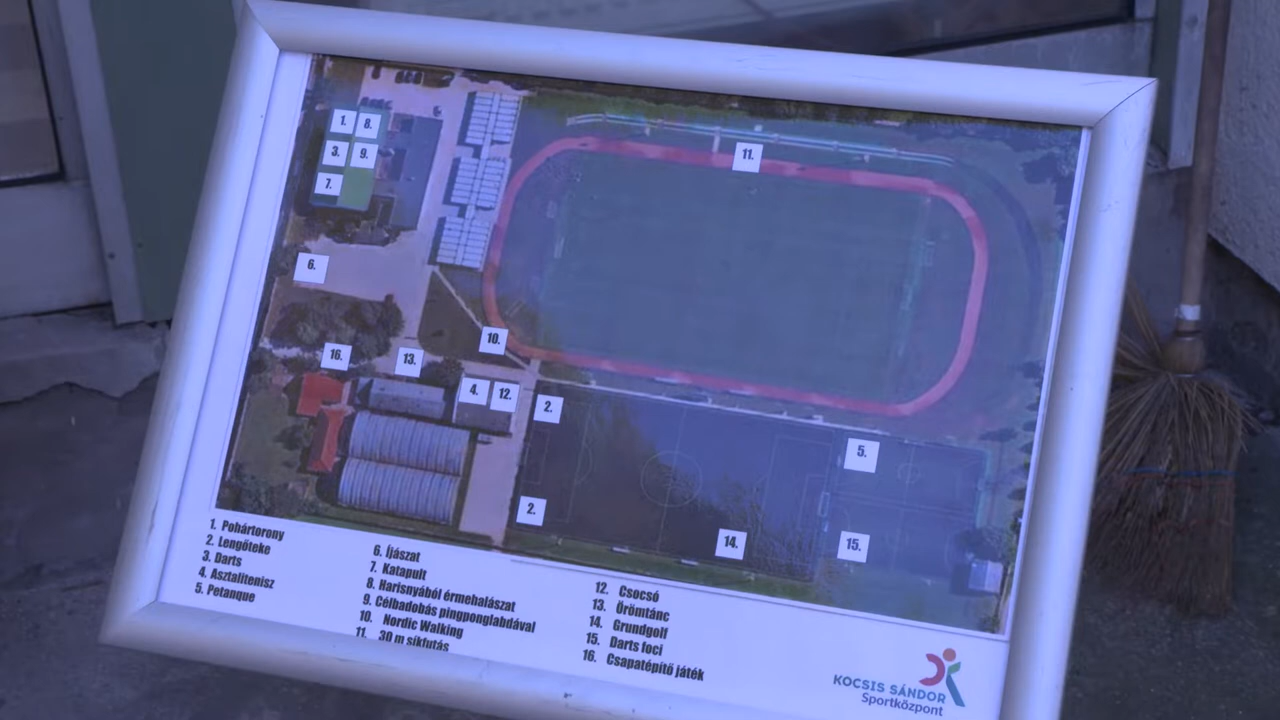 1.
8.
3.
9.
7.
11.
6.
10.
16.
13.
4.
12.
2.
5.
2.
14.
15.
1. Pohártorony
2. Lengőteke
3. Darts
4. Asztalitenisz
5. Petanque
6. Íjászat
7. Katapult
8. Harisnyából érmehalászat
9. Célbadobás pingponglabdával
10. Nordic Walking
11. 30 m síkfutás
12. Csocsó
13. Örömtánc
14. Grundgolf
15. Darts foci
16. Csapatépítő játék
KOCSIS SÁNDOR
Sportközpont